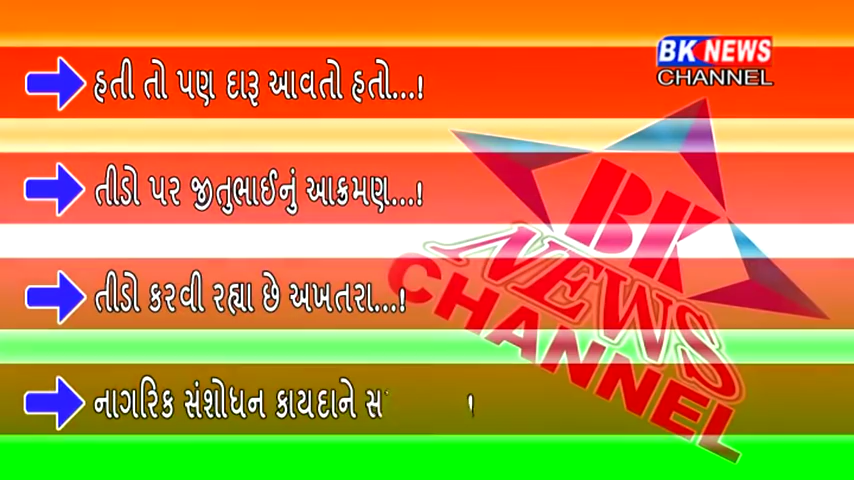 BK NEWS
CHANNEL
હતી તો પણ દારૂ આવતો હતો...!
તીડો પર જીતુભાઈનું આક્રમણ...!
તીડો કરવી રહ્યા છે અખતરા...!
નાગરિક સંશોધન કાયદાને
BK
NEWS
CHANNEL